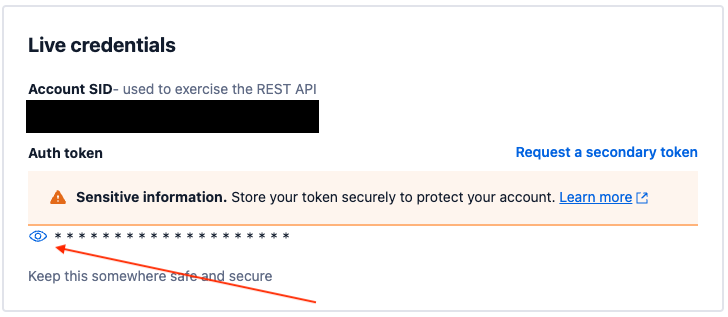 Live credentials
Account SID- used to exercise the REST API
Auth token
Request a secondary token
Sensitive information. Store your token securely to protect your account. Learn more
* * * * * * * * * * * * * * * * * * * *
Keep this somewhere safe and secure